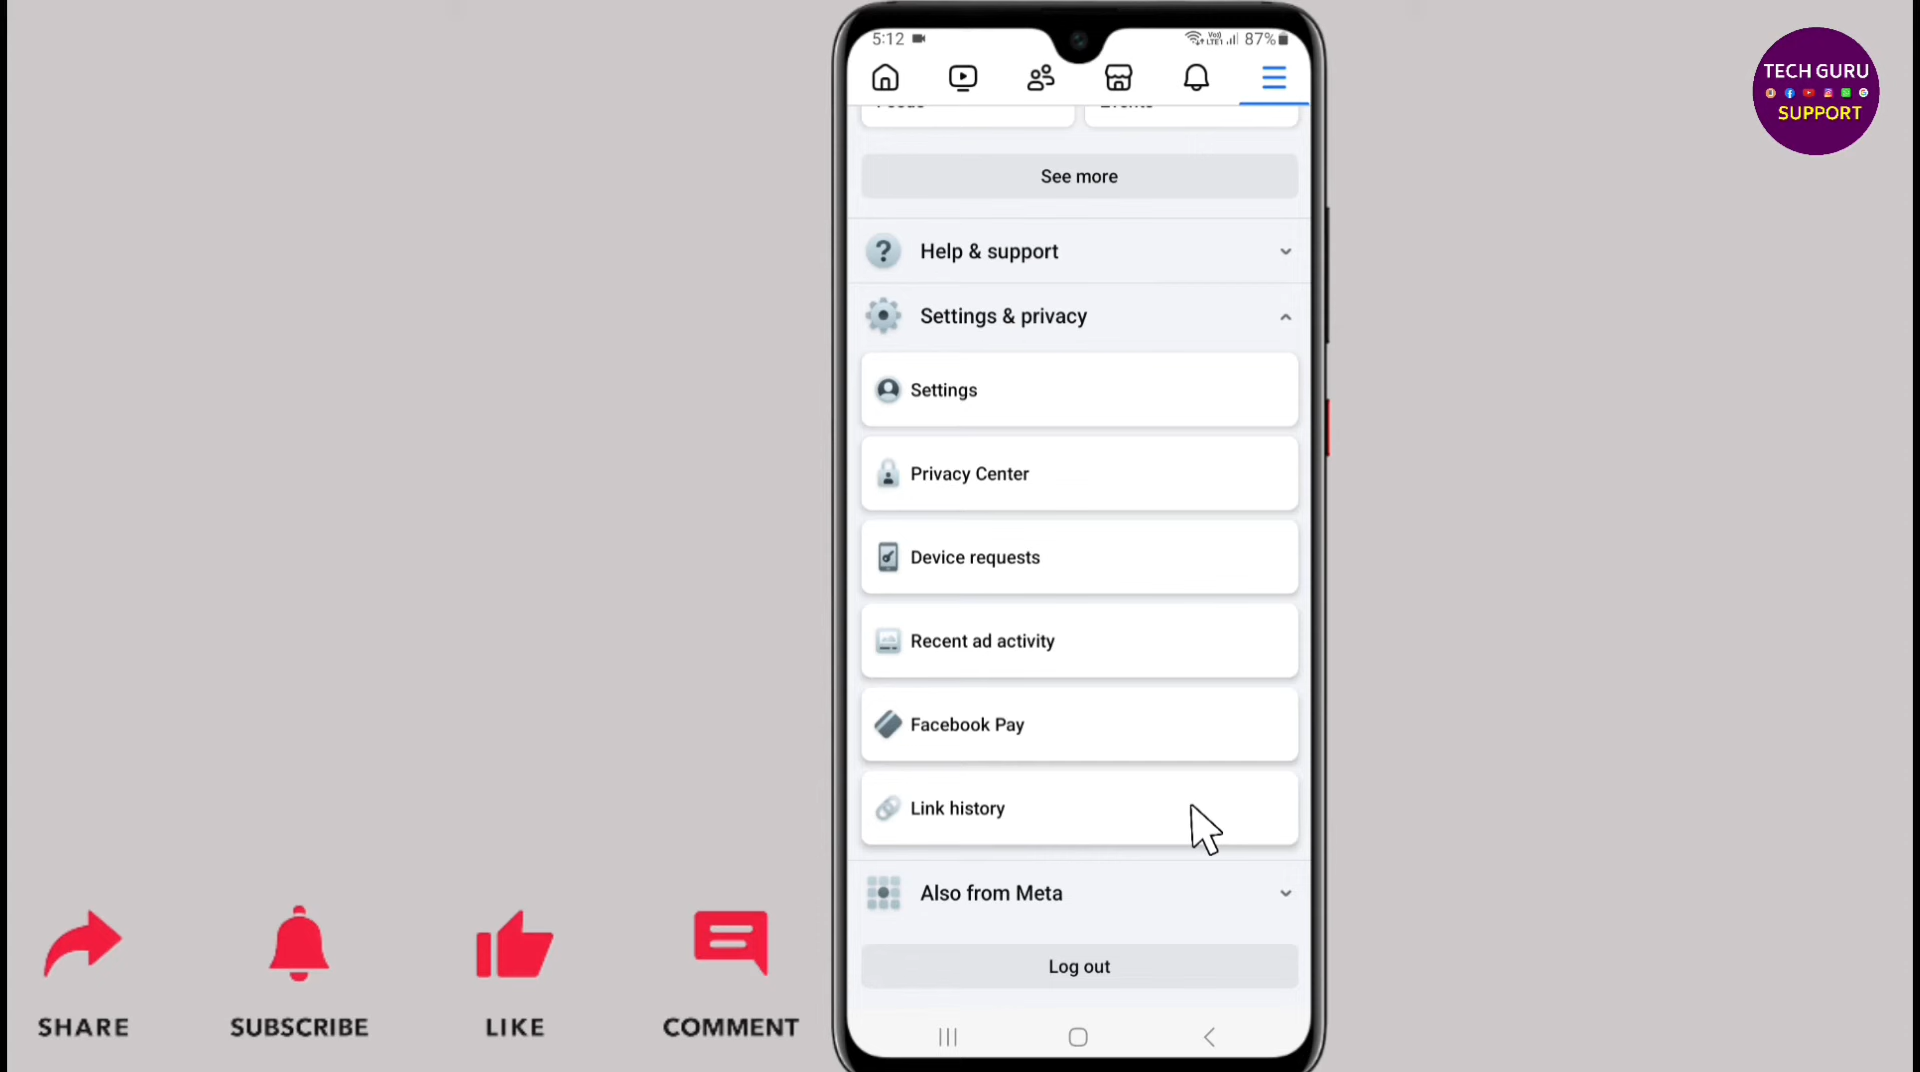 5:12
87%
TECH GURU
SUPPORT
See more
Help & support
Settings & privacy
Settings
Privacy Center
Device requests
Recent ad activity
Facebook Pay
Link history
Also from Meta
Log out
SHARE
SUBSCRIBE
LIKE
COMMENT